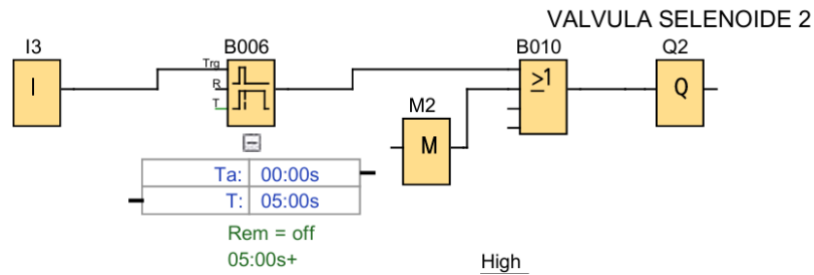 VALVULA SELENOIDE 2
I3 B006 B010 Q2
Trg
I R ≥1 Q
T M2
M
Ta: 00:00s
T: 05:00s
Rem = off
05:00s+
High